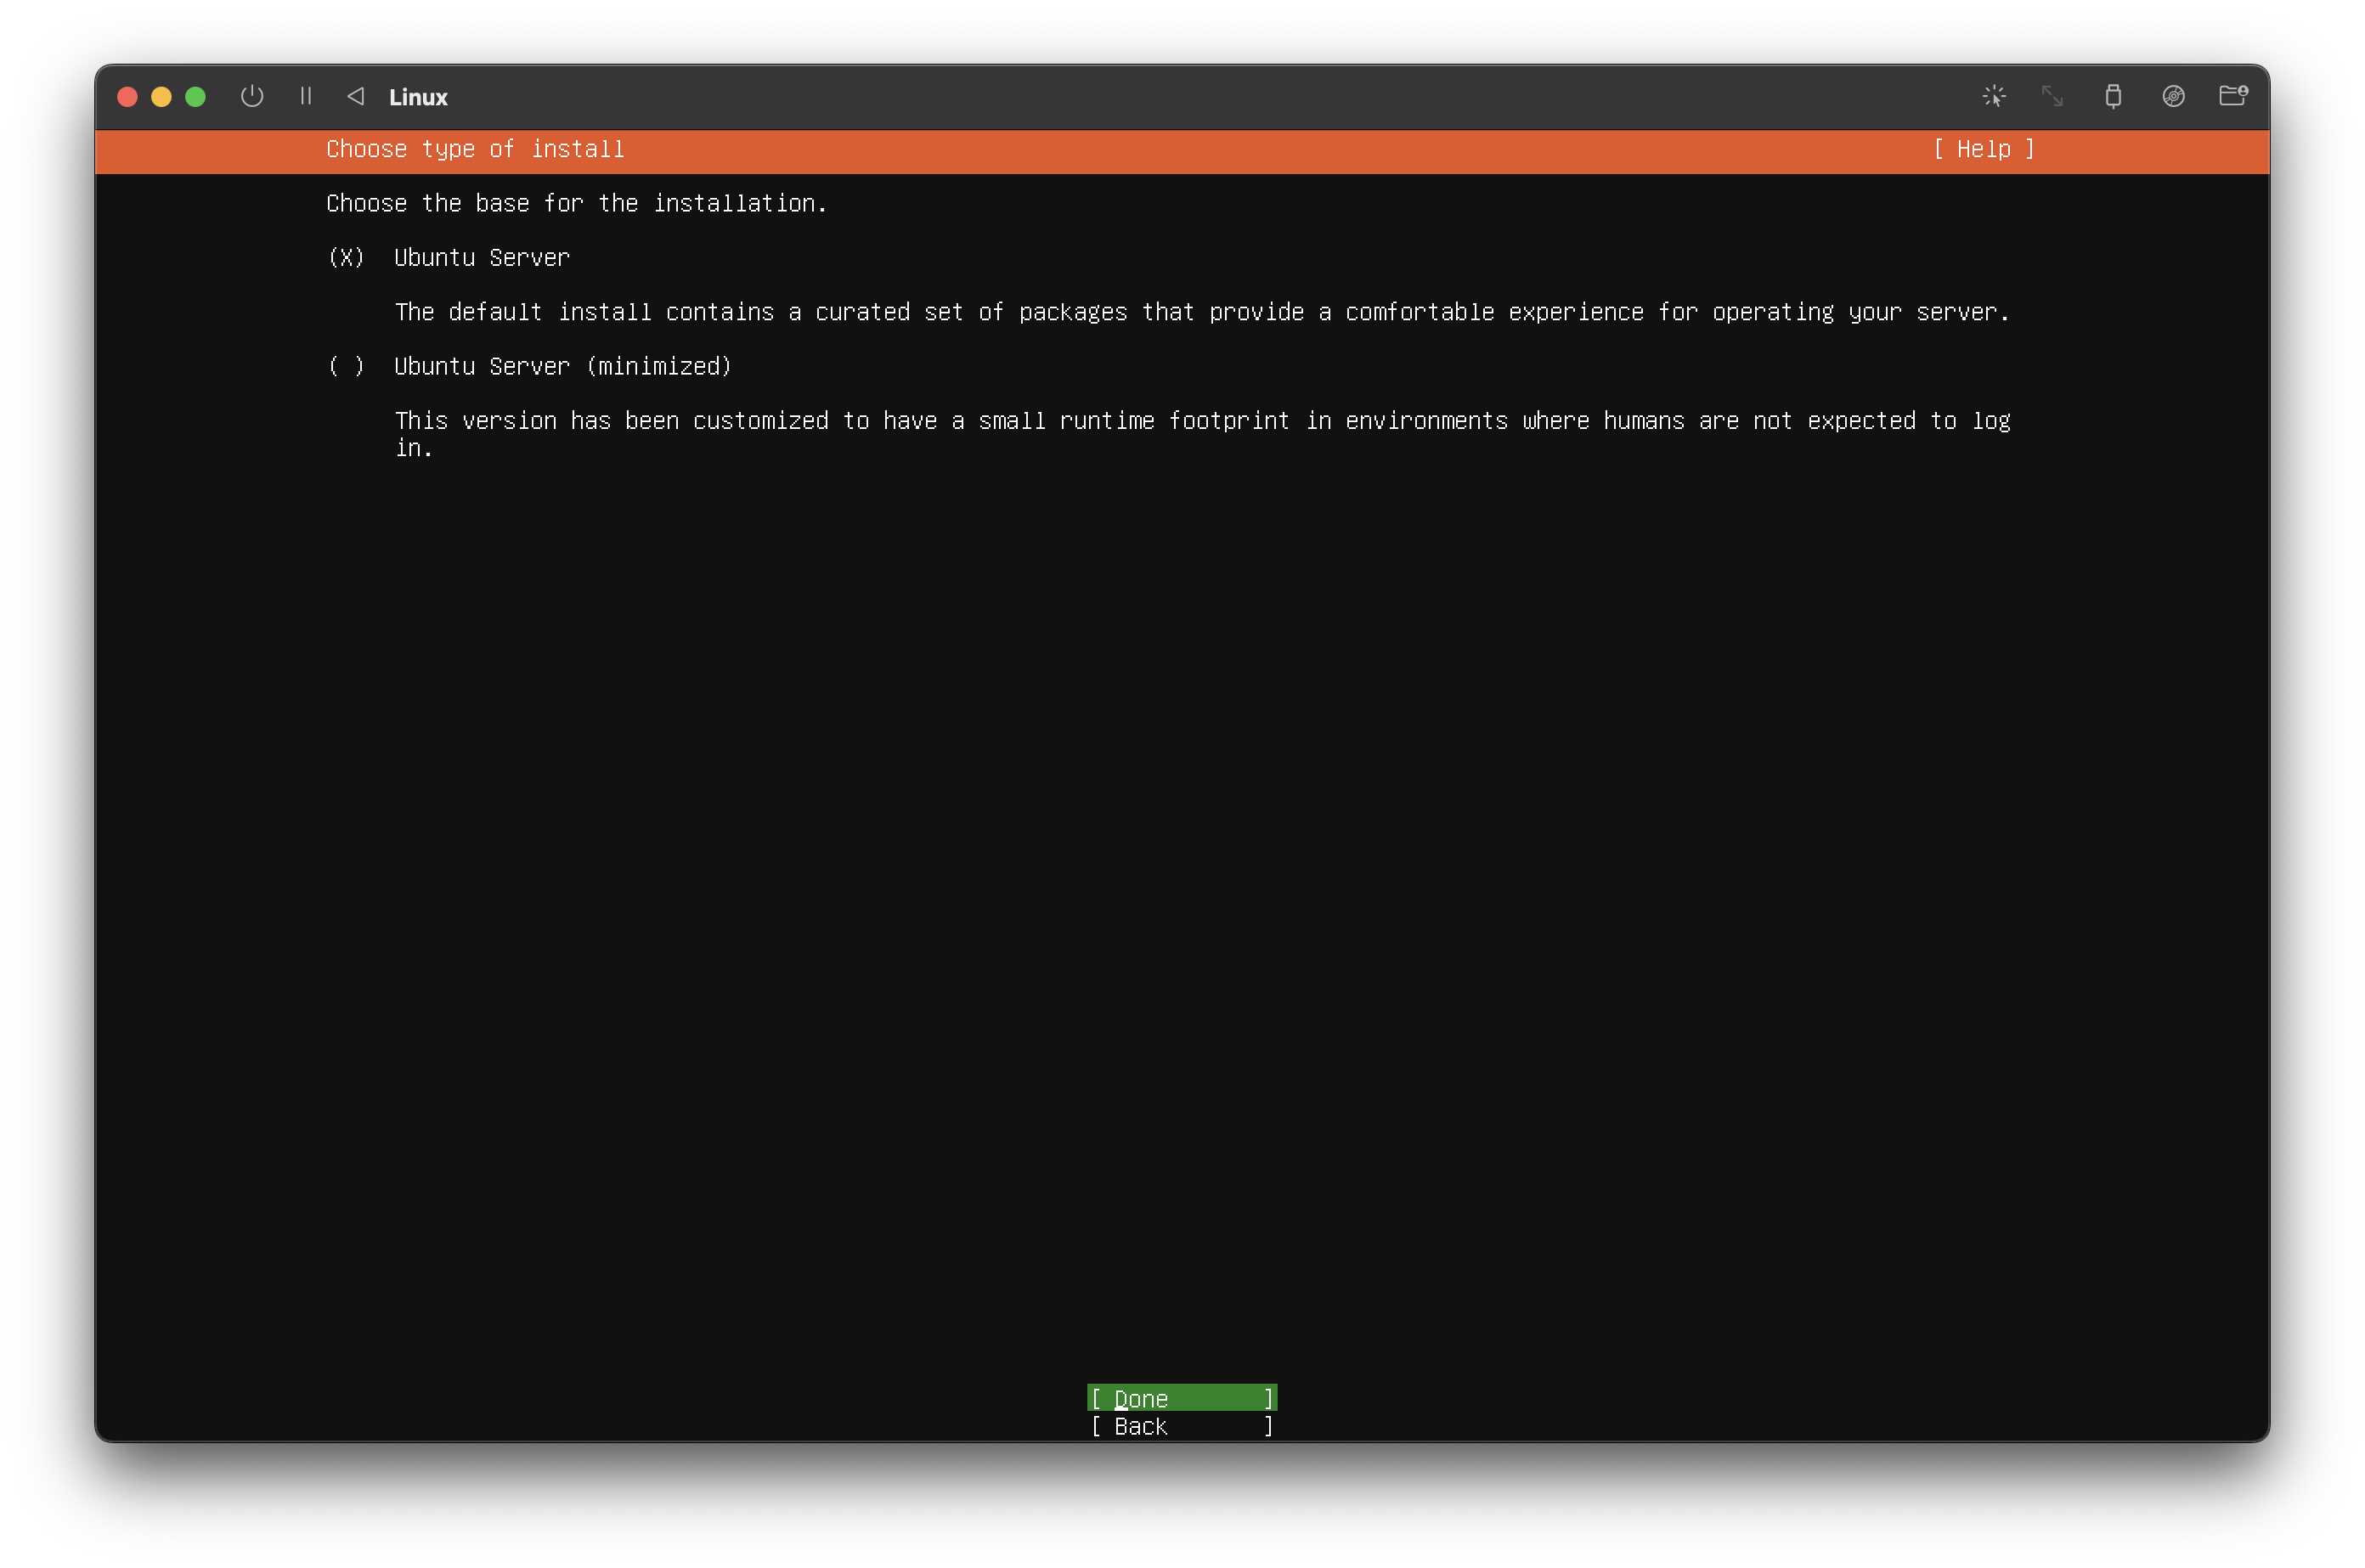 Linux
Choose type of install [ Help ]
Choose the base for the installation.
(X) Ubuntu Server
The default install contains a curated set of packages that provide a comfortable experience for operating your server.
( ) Ubuntu Server (minimized)
This version has been customized to have a small runtime footprint in environments where humans are not expected to log
in.
[ Done ]
[ Back ]